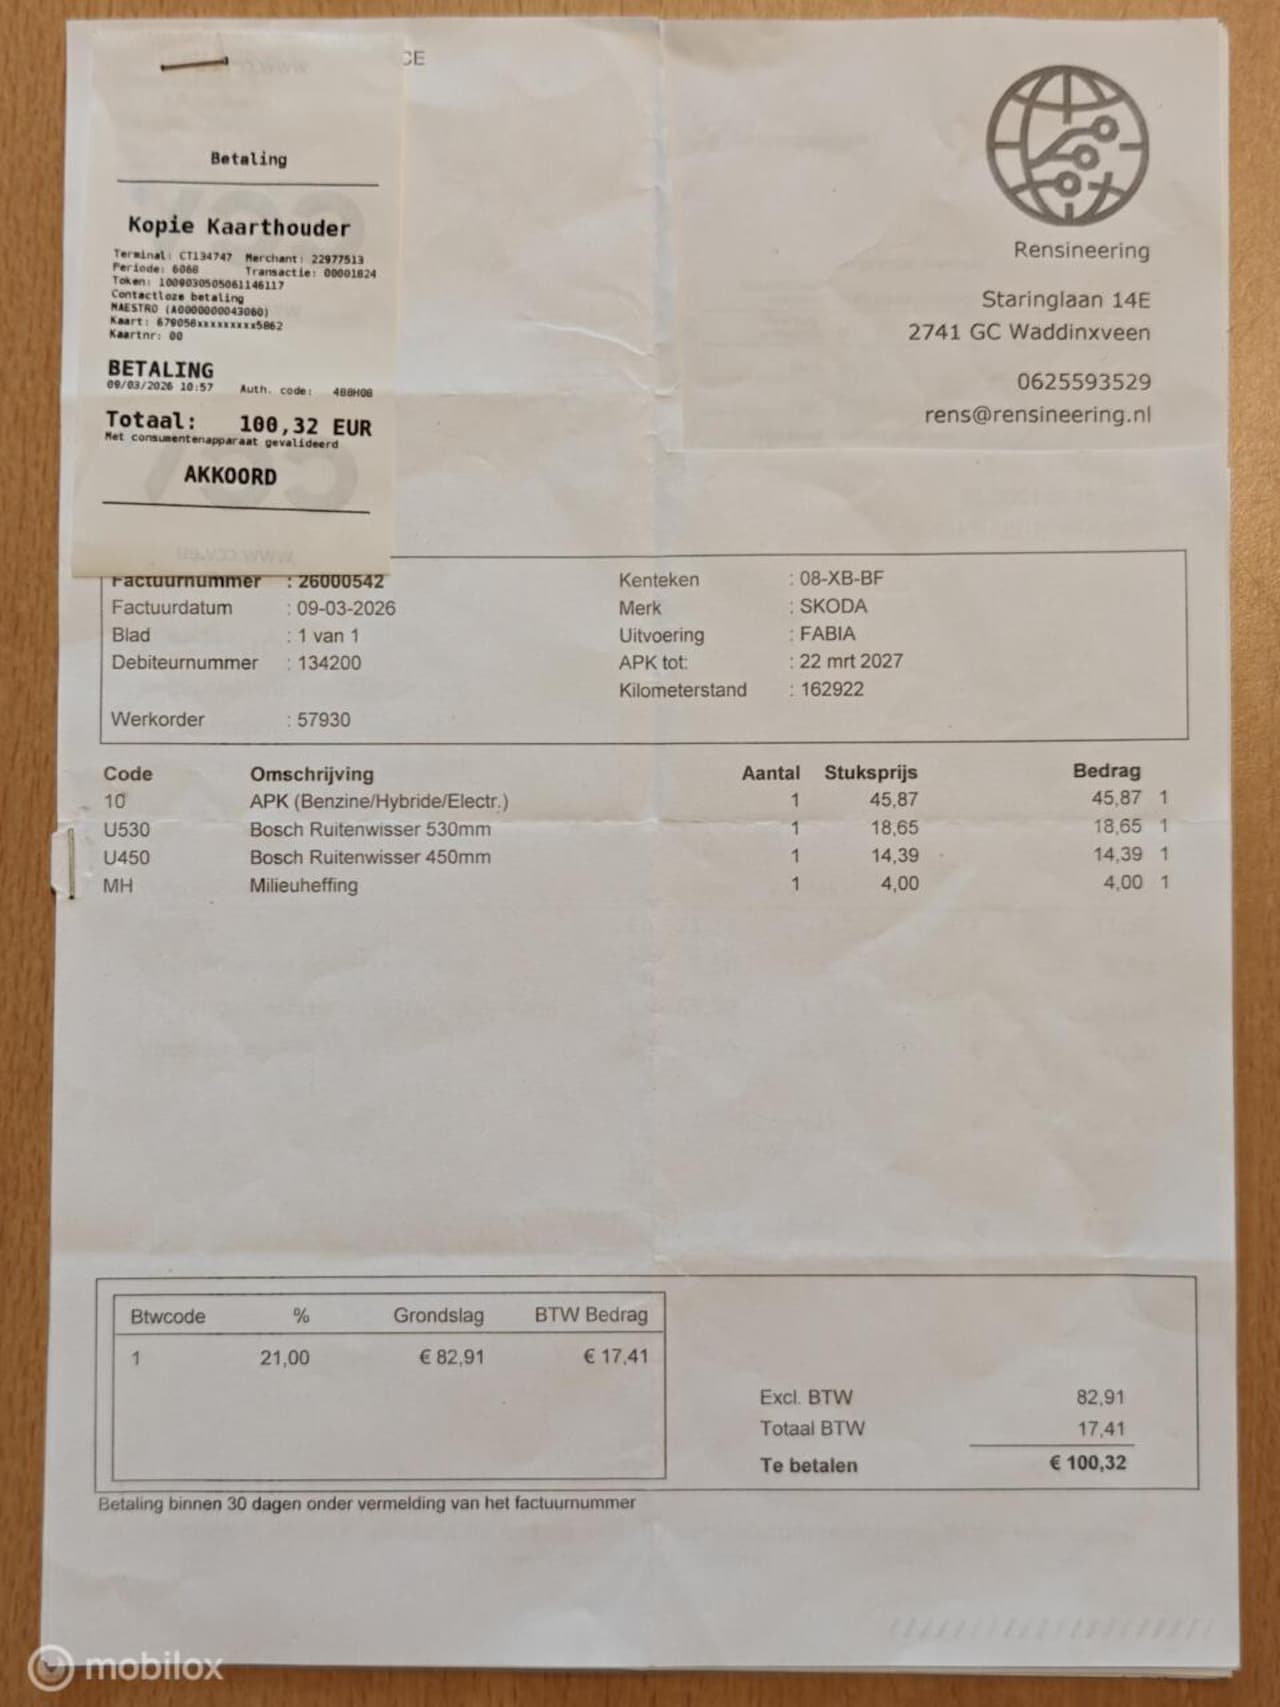 CE
Betaling
Kopie Kaarthouder
Terminal: CT134747 Merchant: 22977513
Periode: 6068 Transactie: 00001824
Token: 1009030505061146117
Contactloze betaling
MAESTRO (A0000000043060)
Kaart: 679056xxxxxxxxx5862
Kaartnr: 00
BETALING
09/03/2026 10:57 Auth. code:
Totaal: 100,32 EUR
Met consumentenapparaat gevalideerd
AKKOORD
www.ccv.eu
Rensineering
Staringlaan 14E
2741 GC Waddinxveen
0625593529
rens@rensineering.nl
Factuurnummer : 26000542
Factuurdatum : 09-03-2026
Blad : 1 van 1
Debiteurnummer : 134200
Werkorder : 57930
Kenteken : 08-XB-BF
Merk : SKODA
Uitvoering : FABIA
APK tot: : 22 mrt 2027
Kilometerstand : 162922
Code Omschrijving Aantal Stuksprijs Bedrag
10 APK (Benzine/Hybride/Electr.) 1 45,87 45,87 1
U530 Bosch Ruitenwisser 530mm 1 18,65 18,65 1
U450 Bosch Ruitenwisser 450mm 1 14,39 14,39 1
MH Milieuheffing 1 4,00 4,00 1
Btwcode % Grondslag BTW Bedrag
1 21,00 € 82,91 € 17,41
Excl. BTW 82,91
Totaal BTW 17,41
Te betalen € 100,32
Betaling binnen 30 dagen onder vermelding van het factuurnummer
mobilox